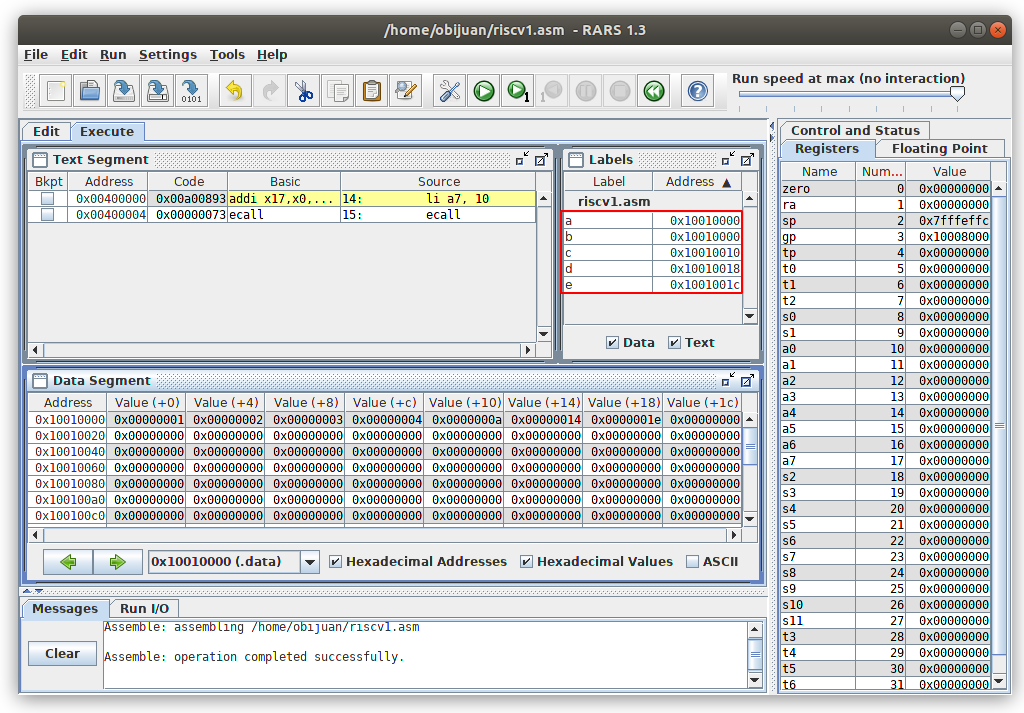 /home/obijuan/riscv1.asm - RARS 1.3
File Edit Run Settings Tools Help
Run speed at max (no interaction)
0101 1 1
Edit Execute
Text Segment
Bkpt Address Code Basic Source
0x00400000 0x00a00893 addi x17,x0,... 14: li a7, 10
0x00400004 0x00000073 ecall 15: ecall
Labels
Label Address ▲
riscv1.asm
a 0x10010000
b 0x10010000
c 0x10010010
d 0x10010018
e 0x1001001c
Data Text
Data Segment
Address Value (+0) Value (+4) Value (+8) Value (+c) Value (+10) Value (+14) Value (+18) Value (+1c)
0x10010000 0x00000001 0x00000002 0x00000003 0x00000004 0x0000000a 0x00000014 0x0000001e 0x00000000
0x10010020 0x00000000 0x00000000 0x00000000 0x00000000 0x00000000 0x00000000 0x00000000 0x00000000
0x10010040 0x00000000 0x00000000 0x00000000 0x00000000 0x00000000 0x00000000 0x00000000 0x00000000
0x10010060 0x00000000 0x00000000 0x00000000 0x00000000 0x00000000 0x00000000 0x00000000 0x00000000
0x10010080 0x00000000 0x00000000 0x00000000 0x00000000 0x00000000 0x00000000 0x00000000 0x00000000
0x100100a0 0x00000000 0x00000000 0x00000000 0x00000000 0x00000000 0x00000000 0x00000000 0x00000000
0x100100c0 0x00000000 0x00000000 0x00000000 0x00000000 0x00000000 0x00000000 0x00000000 0x00000000
0x10010000 (.data) Hexadecimal Addresses Hexadecimal Values ASCII
Messages Run I/O
Clear
Assemble: assembling /home/obijuan/riscv1.asm
Assemble: operation completed successfully.
Control and Status
Registers Floating Point
Name Num... Value
zero 0 0x00000000
ra 1 0x00000000
sp 2 0x7fffeffc
gp 3 0x10008000
tp 4 0x00000000
t0 5 0x00000000
t1 6 0x00000000
t2 7 0x00000000
s0 8 0x00000000
s1 9 0x00000000
a0 10 0x00000000
a1 11 0x00000000
a2 12 0x00000000
a3 13 0x00000000
a4 14 0x00000000
a5 15 0x00000000
a6 16 0x00000000
a7 17 0x00000000
s2 18 0x00000000
s3 19 0x00000000
s4 20 0x00000000
s5 21 0x00000000
s6 22 0x00000000
s7 23 0x00000000
s8 24 0x00000000
s9 25 0x00000000
s10 26 0x00000000
s11 27 0x00000000
t3 28 0x00000000
t4 29 0x00000000
t5 30 0x00000000
t6 31 0x00000000